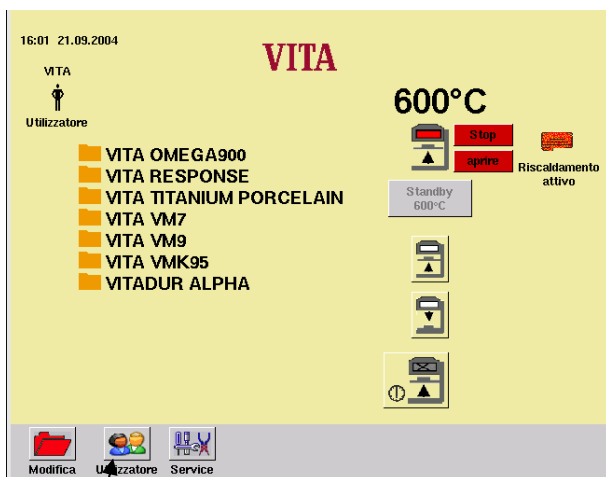 16:01 21.09.2004
VITA
VITA
Utilizzatore
600°C
Stop
aprire
Riscaldamento
attivo
Standby
600°C
VITA OMEGA900
VITA RESPONSE
VITA TITANIUM PORCELAIN
VITA VM7
VITA VM9
VITA VMK95
VITADUR ALPHA
Modifica
Utilizzatore
Service